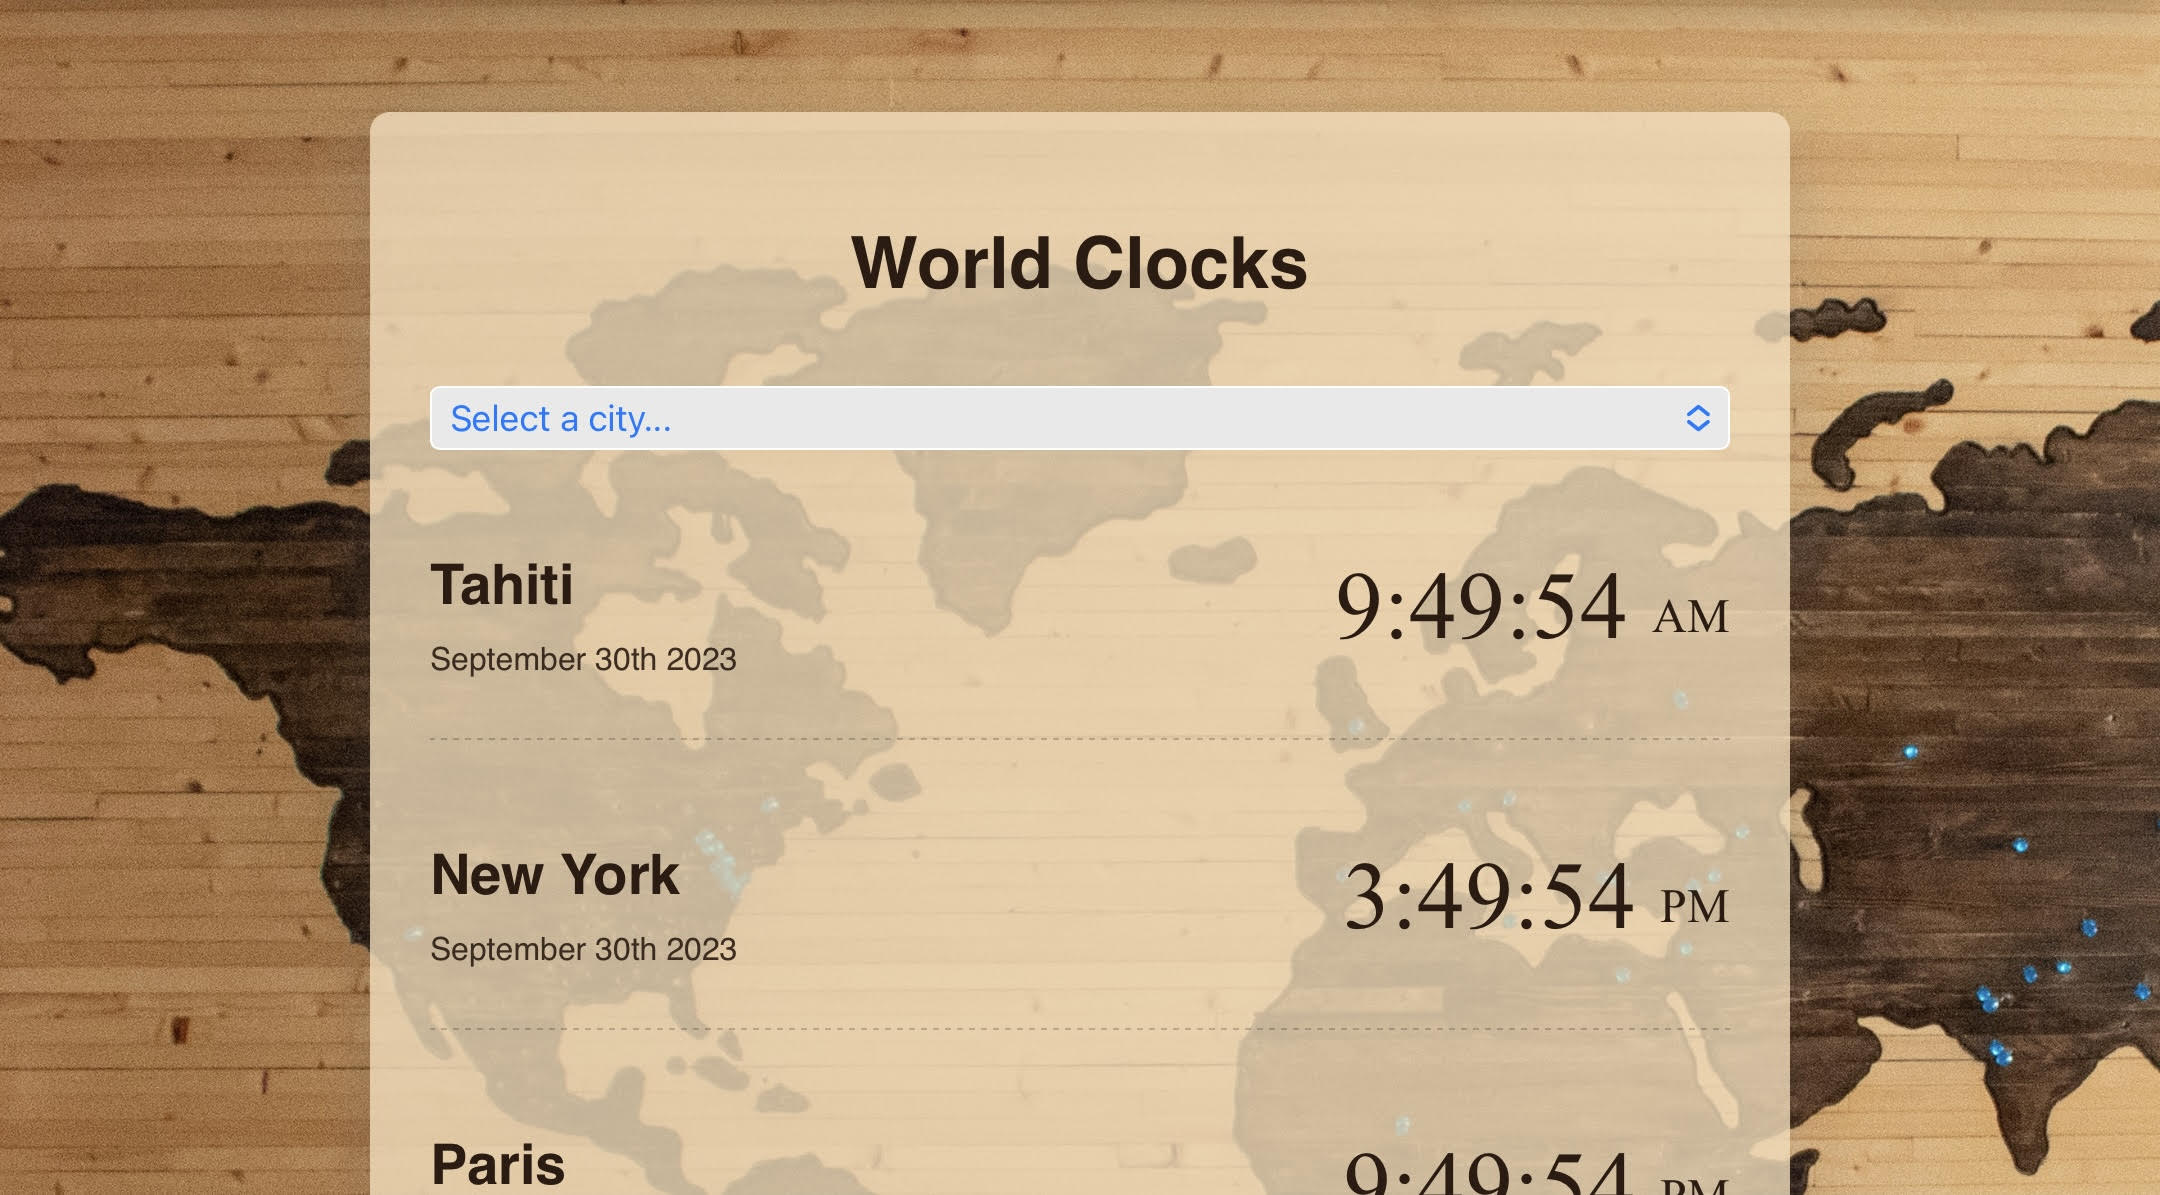 World Clocks
Select a city...
Tahiti
9:49:54 AM
September 30th 2023
New York
3:49:54 PM
September 30th 2023
Paris
9:49:54 PM